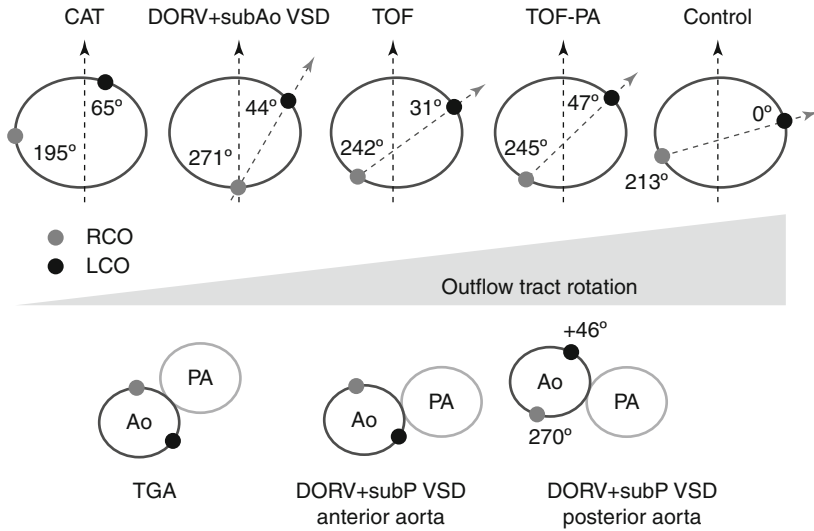 CAT
DORV+subAo VSD
TOF
TOF-PA
Control
65º
195º
44º
271º
31º
242º
47º
245º
0º
213º
RCO
LCO
Outflow tract rotation
PA
Ao
TGA
PA
Ao
DORV+subP VSD
anterior aorta
+46º
Ao
PA
270º
DORV+subP VSD
posterior aorta